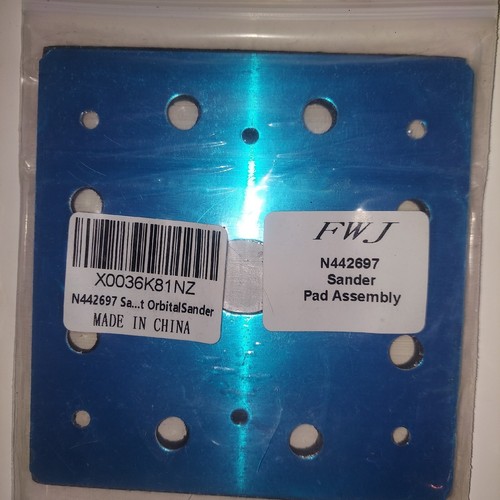 X0036K81NZ
N442697 Sa...t OrbitalSander
MADE IN CHINA
FWJ
N442697
Sander
Pad Assembly